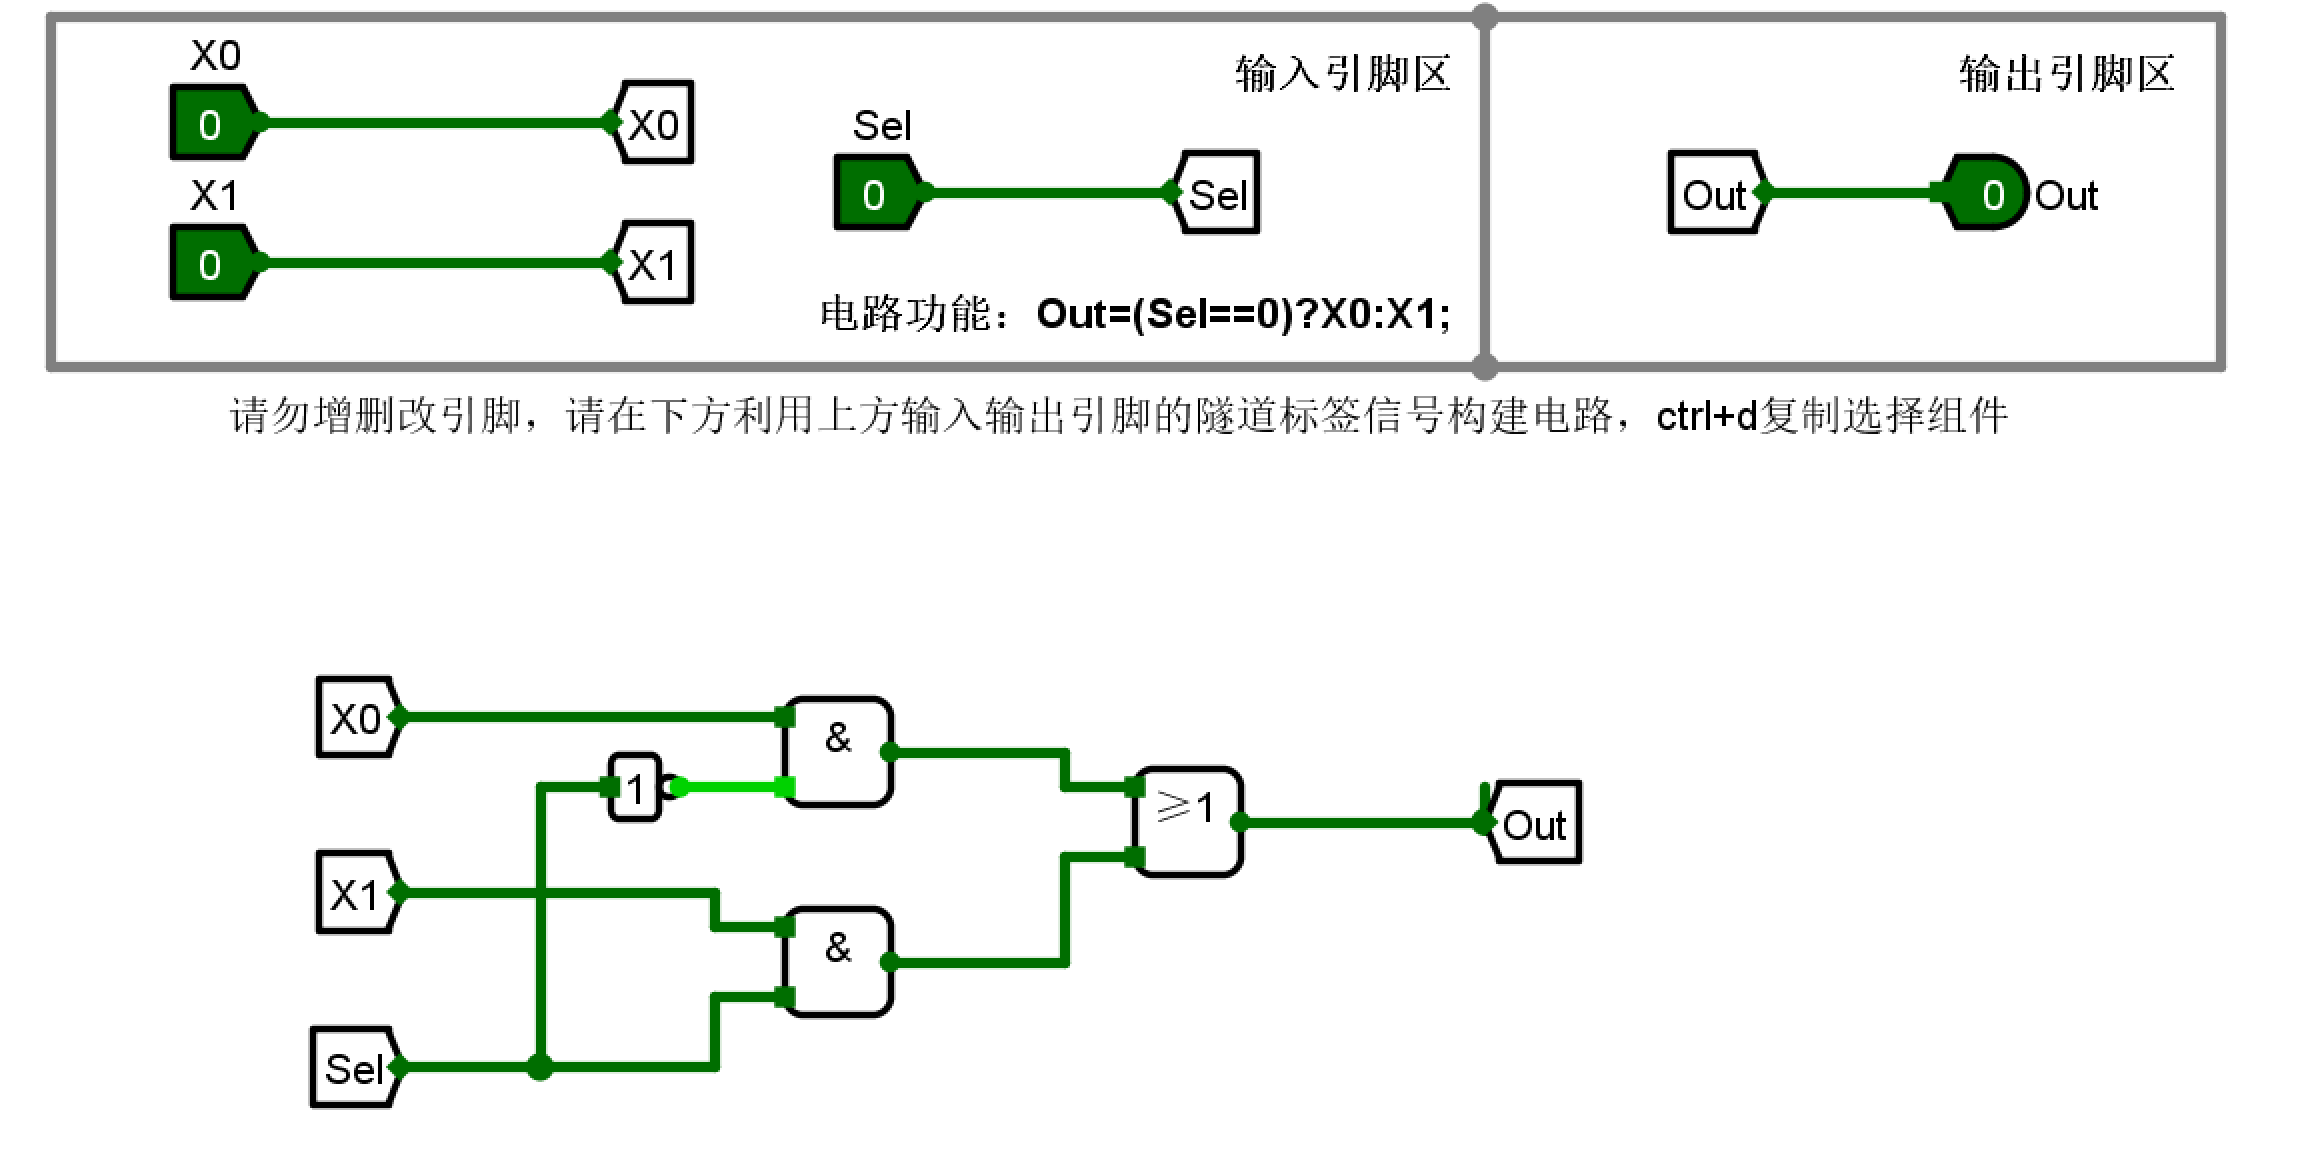 X0
0
X0
X1
0
X1
Sel
0
Sel
输入引脚区
电路功能：Out=(Sel==0)?X0:X1;
输出引脚区
Out
0
Out
请勿增删改引脚，请在下方利用上方输入输出引脚的隧道标签信号构建电路，ctrl+d复制选择组件
X0
1
&
X1
&
Sel
≥1
Out